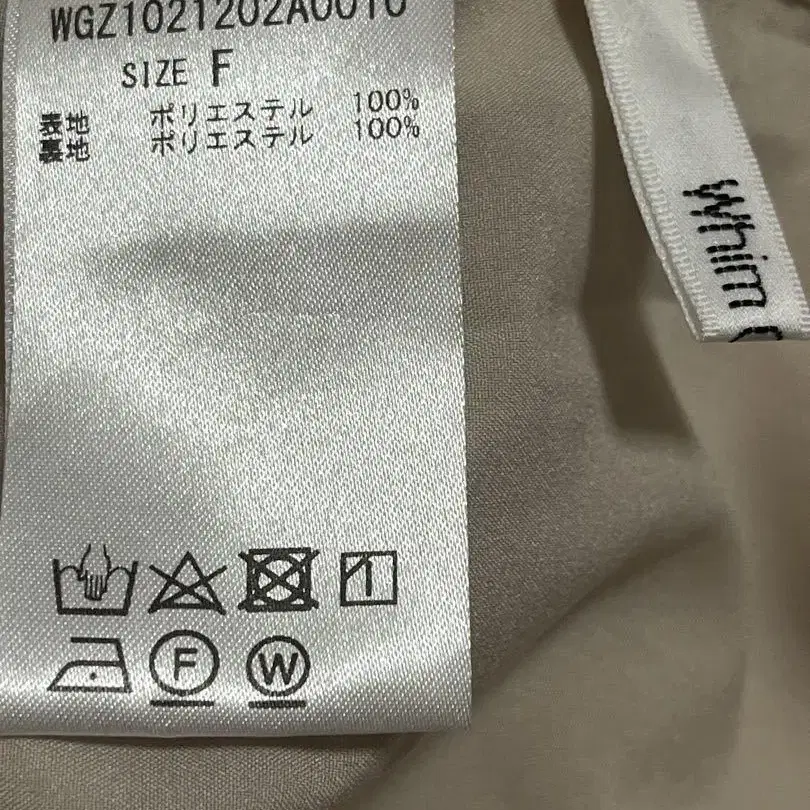 WGZ1021202A0010
SIZE F
表地 ポリエステル 100%
裏地 ポリエステル 100%
Whim
F
W